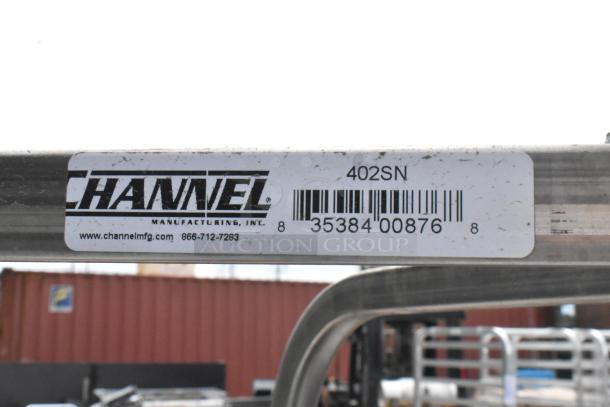 CHANNEL
MANUFACTURING, INC.
www.channelmfg.com 866-712-7283
402SN
8 35384 00876 8
AUCTION GROUP